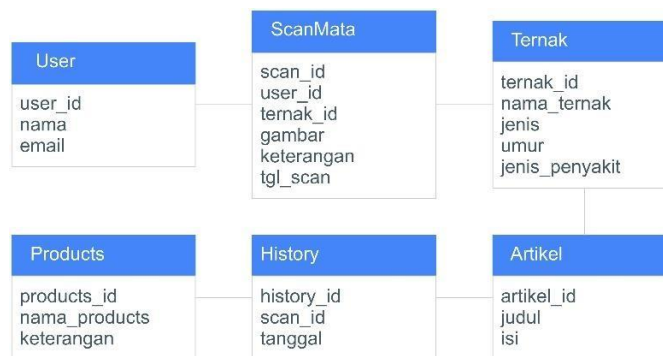 User
user_id
nama
email
ScanMata
scan_id
user_id
ternak_id
gambar
keterangan
tgl_scan
Ternak
ternak_id
nama_ternak
jenis
umur
jenis_penyakit
Products
products_id
nama_products
keterangan
History
history_id
scan_id
tanggal
Artikel
artikel_id
judul
isi